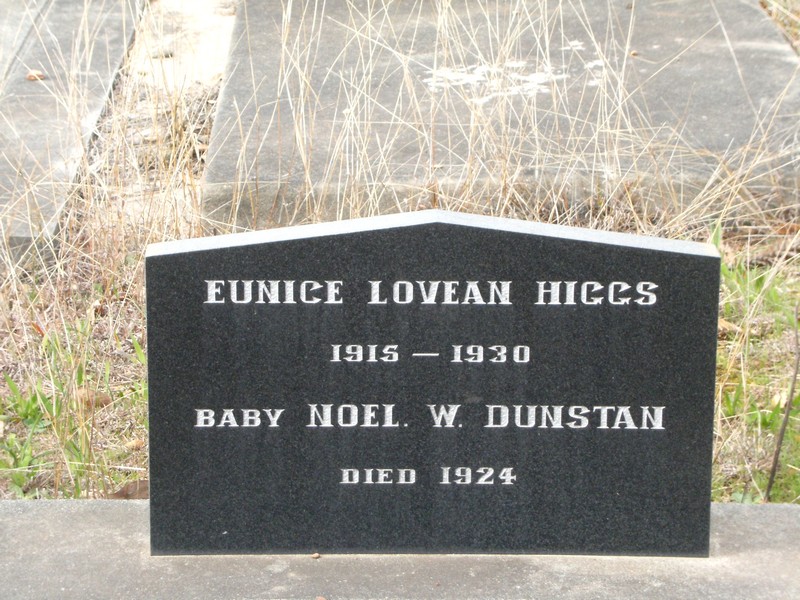 EUNICE LOVEAN HIGGS
1915 — 1930
BABY NOEL. W. DUNSTAN
DIED 1924